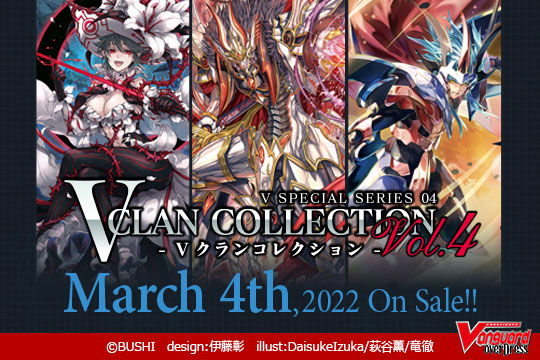 V SPECIAL SERIES 04
V CLAN COLLECTION Vol.4
- Vクランコレクション -
March 4th,2022 On Sale!!
©BUSHI design:伊藤彰 illust:DaisukeIzuka/萩谷薫/竜徹
Vanguard overDress